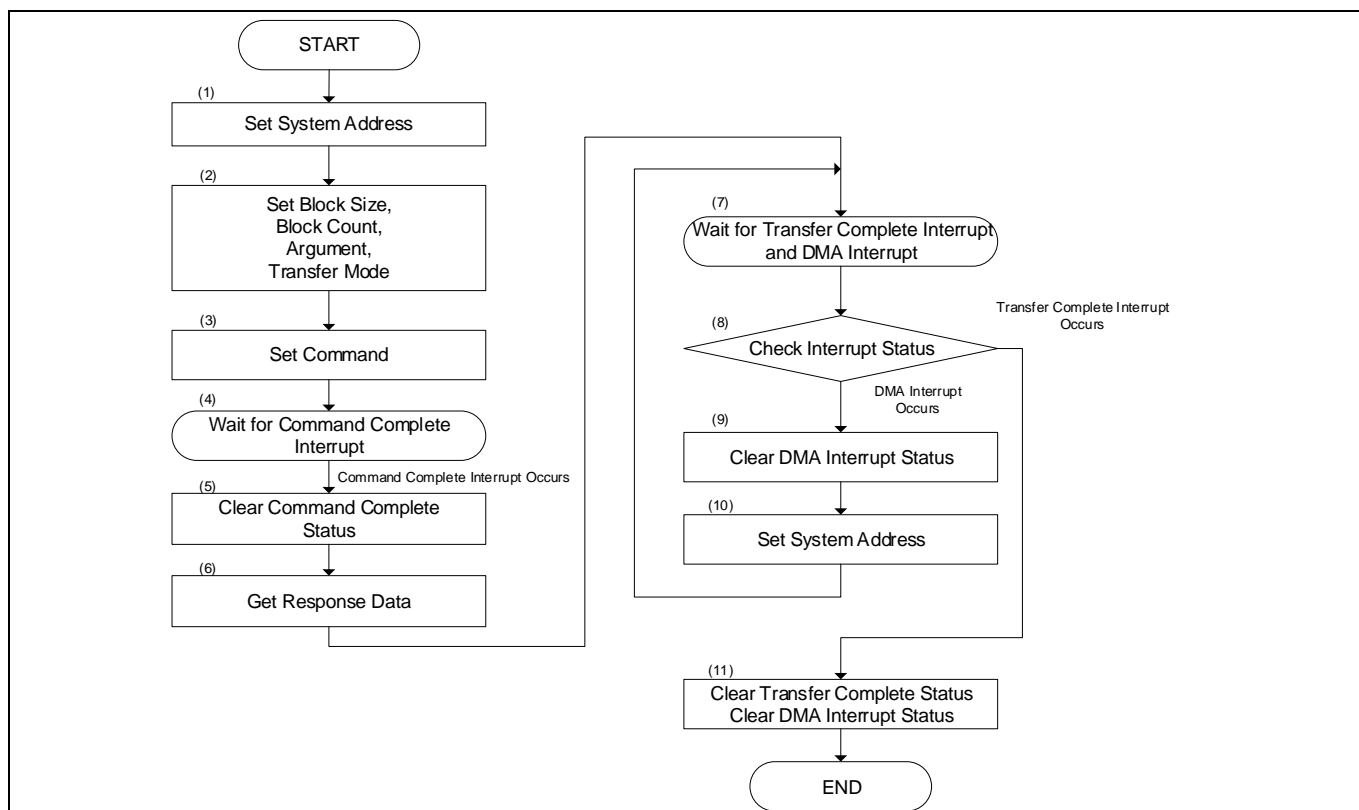 START
(1)
Set System Address
(2)
Set Block Size,
Block Count,
Argument,
Transfer Mode
(3)
Set Command
(4)
Wait for Command Complete
Interrupt
Command Complete Interrupt Occurs
(5)
Clear Command Complete
Status
(6)
Get Response Data
(7)
Wait for Transfer Complete Interrupt
and DMA Interrupt
(8)
Check Interrupt Status
Transfer Complete Interrupt
Occurs
DMA Interrupt
Occurs
(9)
Clear DMA Interrupt Status
(10)
Set System Address
(11)
Clear Transfer Complete Status
Clear DMA Interrupt Status
END